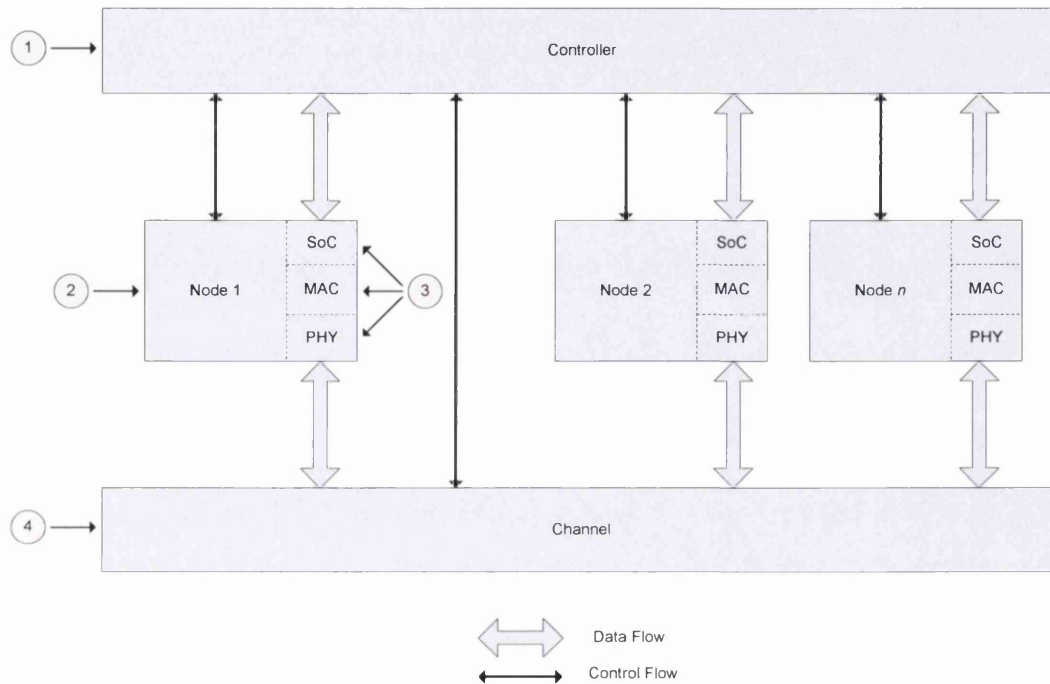 1
Controller
SoC
SoC
SoC
2
Node 1
MAC
3
Node 2
MAC
Node n
MAC
PHY
PHY
PHY
4
Channel
Data Flow
Control Flow